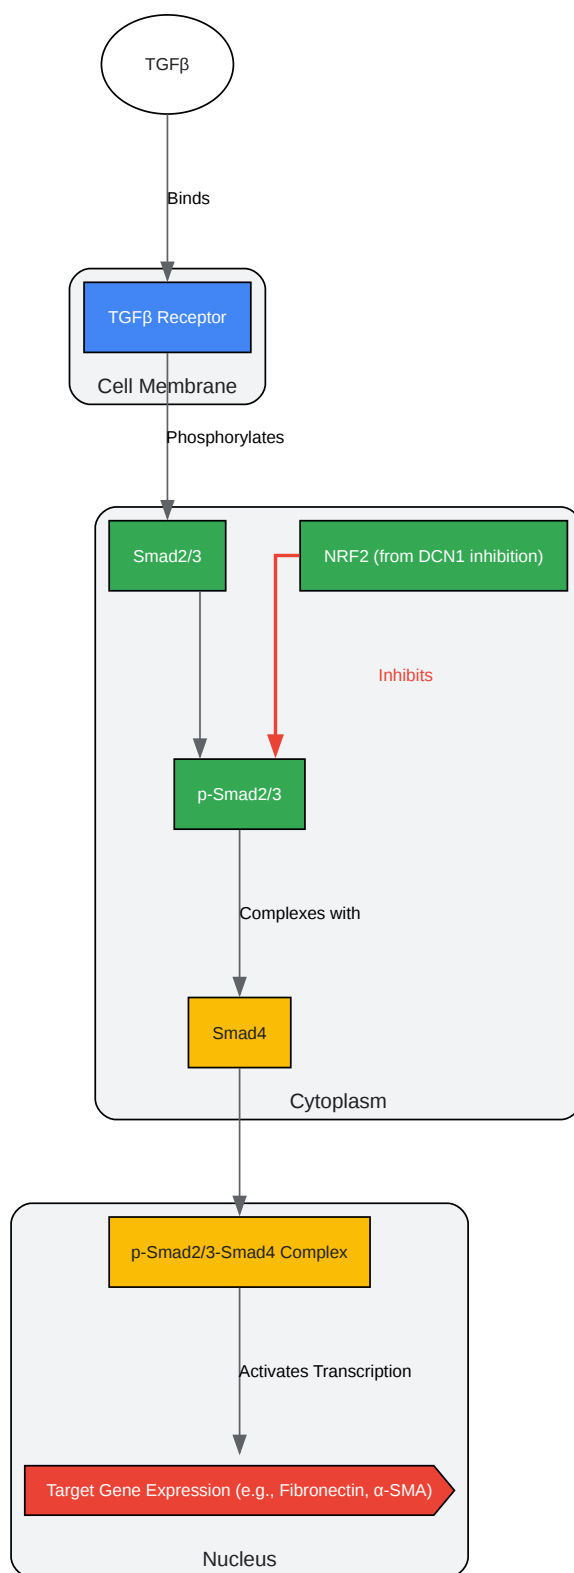 TGFβ
Binds
TGFβ Receptor
Cell Membrane
Phosphorylates
Smad2/3
NRF2 (from DCN1 inhibition)
Inhibits
p-Smad2/3
Complexes with
Smad4
Cytoplasm
p-Smad2/3-Smad4 Complex
Activates Transcription
Target Gene Expression (e.g., Fibronectin, α-SMA)
Nucleus